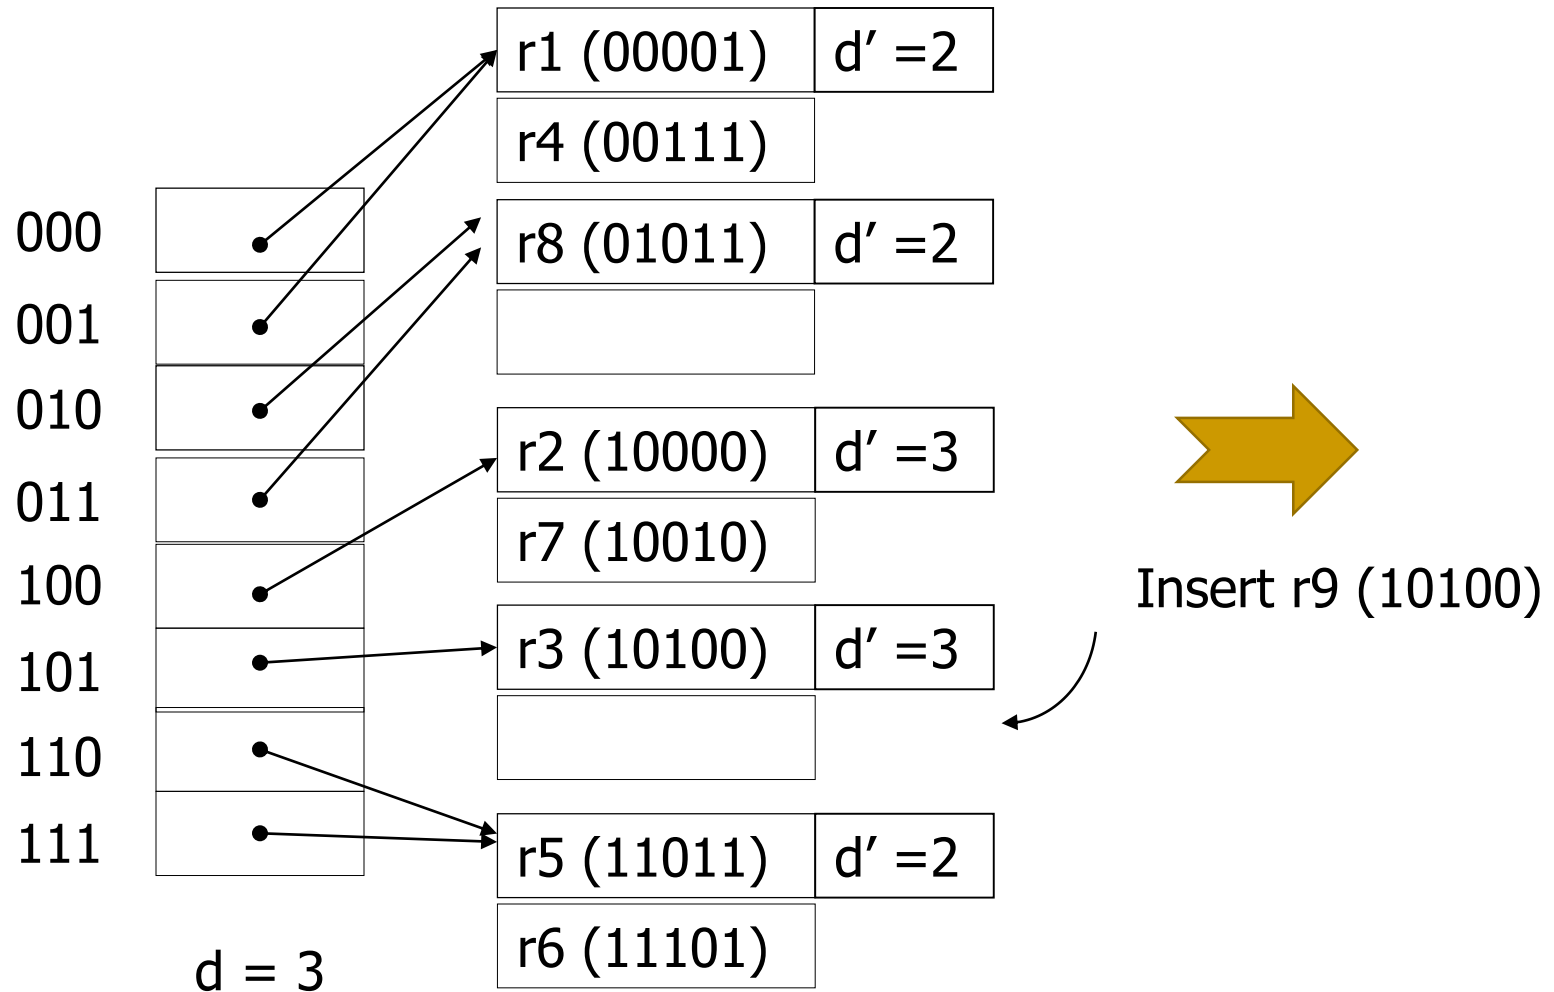 000
001
010
011
100
101
110
111
d = 3
r1 (00001) d’ =2
r4 (00111)
r8 (01011) d’ =2
r2 (10000) d’ =3
r7 (10010)
r3 (10100) d’ =3
r5 (11011) d’ =2
r6 (11101)
Insert r9 (10100)